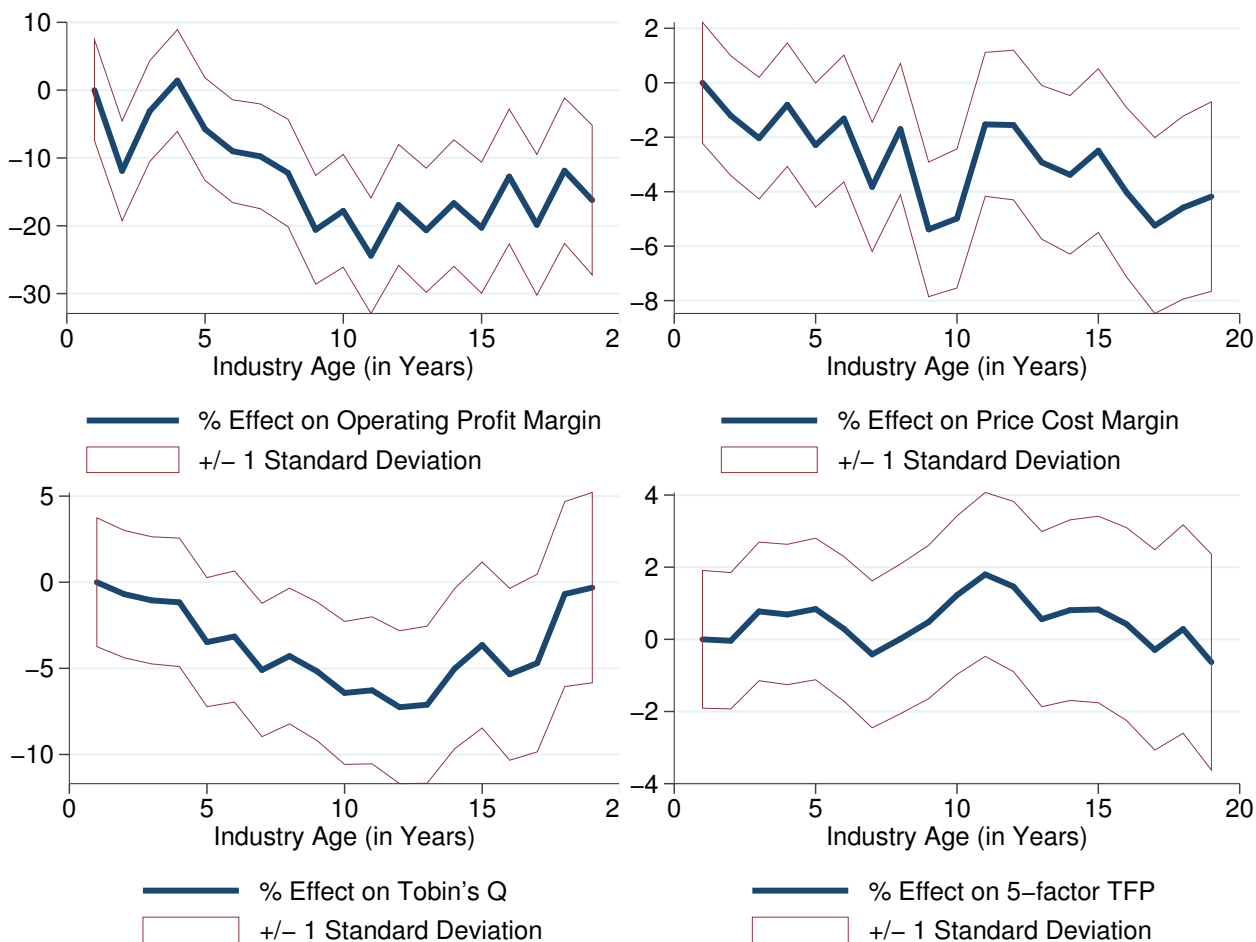 10
0
−10
−20
−30
0 5 10 15 2
Industry Age (in Years)
% Effect on Operating Profit Margin
+/− 1 Standard Deviation
2
0
−2
−4
−6
−8
0 5 10 15 20
Industry Age (in Years)
% Effect on Price Cost Margin
+/− 1 Standard Deviation
5
0
−5
−10
0 5 10 15 2
Industry Age (in Years)
% Effect on Tobin's Q
+/− 1 Standard Deviation
4
2
0
−2
−4
0 5 10 15 20
Industry Age (in Years)
% Effect on 5−factor TFP
+/− 1 Standard Deviation